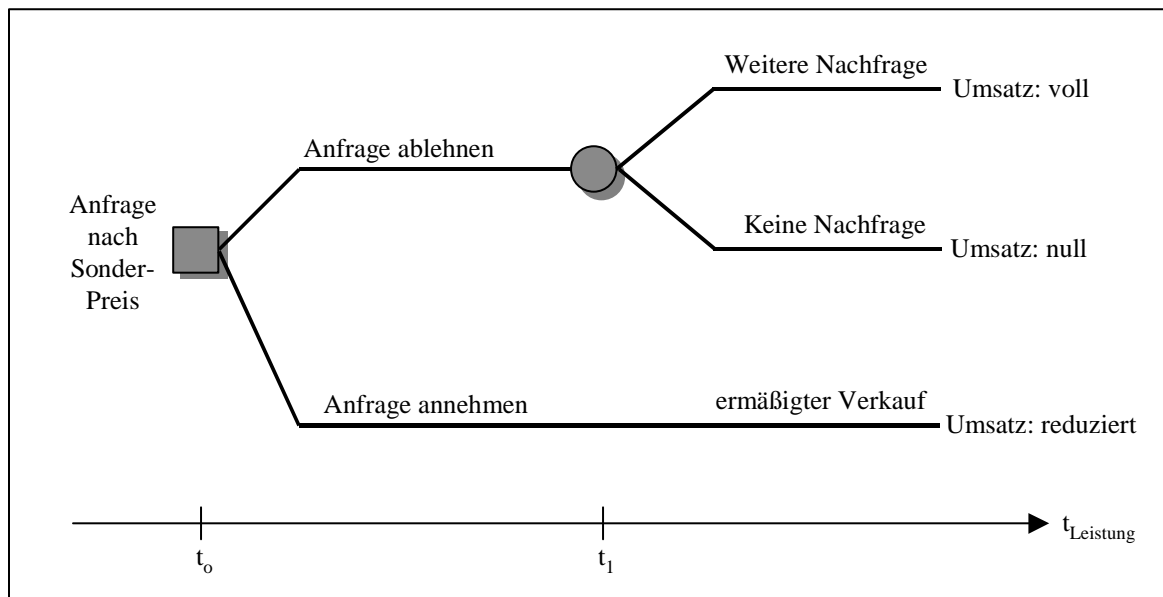 Weitere Nachfrage
Umsatz: voll
Anfrage ablehnen
Anfrage
nach
Sonder-
Preis
Keine Nachfrage
Umsatz: null
Anfrage annehmen
ermäßigter Verkauf
Umsatz: reduziert
t_o
t_1
t_Leistung